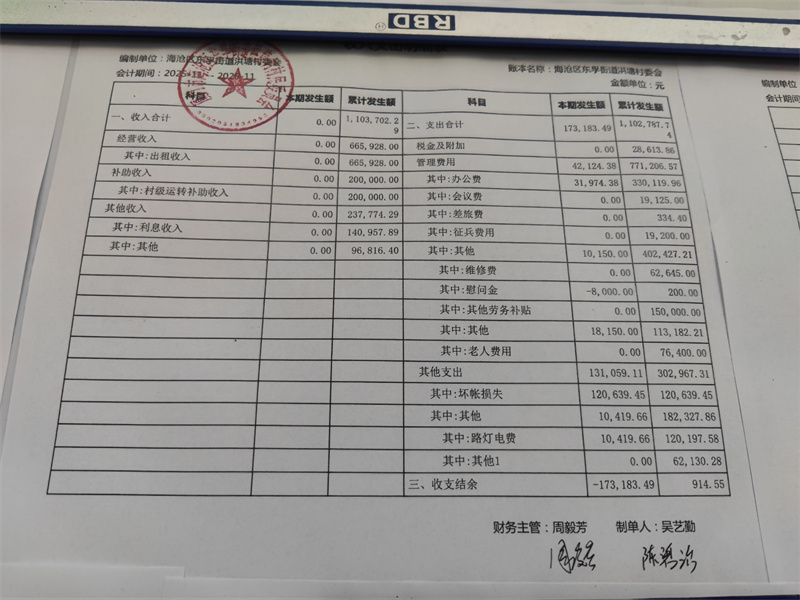 RBD
编制单位：海沧区东孚街道洪塘村委会
账本名称：海沧区东孚街道洪塘村委会
会计期间：2025-11 -- 2025-11
金额单位：元
科目 本期发生额 累计发生额 科目 本期发生额 累计发生额
一、收入合计 0.00 1,103,702.29 二、支出合计 173,183.49 1,102,787.74
经营收入 0.00 665,928.00 税金及附加 0.00 28,613.86
其中:出租收入 0.00 665,928.00 管理费用 42,124.38 771,206.57
补助收入 0.00 200,000.00 其中:办公费 31,974.38 330,119.96
其中:村级运转补助收入 0.00 200,000.00 其中:会议费 0.00 19,125.00
其他收入 0.00 237,774.29 其中:差旅费 0.00 334.40
其中:利息收入 0.00 140,957.89 其中:征兵费用 0.00 19,200.00
其中:其他 0.00 96,816.40 其中:其他 10,150.00 402,427.21
其中:维修费 0.00 62,645.00
其中:慰问金 -8,000.00 200.00
其中:其他劳务补贴 0.00 150,000.00
其中:其他 18,150.00 113,182.21
其中:老人费用 0.00 76,400.00
其他支出 131,059.11 302,967.31
其中:坏帐损失 120,639.45 120,639.45
其中:其他 10,419.66 182,327.86
其中:路灯电费 10,419.66 120,197.58
其中:其他1 0.00 62,130.28
三、收支结余 -173,183.49 914.55
财务主管：周毅芳 制单人：吴艺勤
编制单位
会计期间